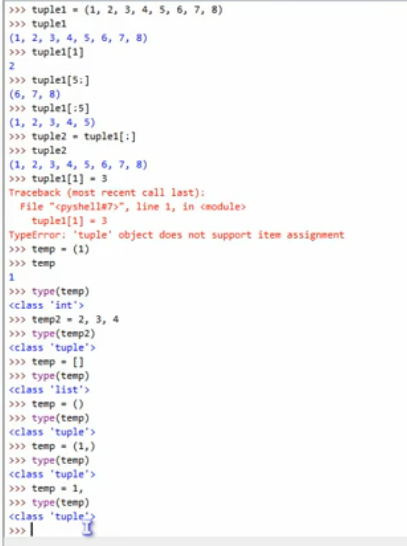 >>> tuple1 = (1, 2, 3, 4, 5, 6, 7, 8)
>>> tuple1
(1, 2, 3, 4, 5, 6, 7, 8)
>>> tuple1[1]
2
>>> tuple1[5:]
(6, 7, 8)
>>> tuple1[:5]
(1, 2, 3, 4, 5)
>>> tuple2 = tuple1[:]
>>> tuple2
(1, 2, 3, 4, 5, 6, 7, 8)
>>> tuple1[1] = 3
Traceback (most recent call last):
  File "<pyshell#7>", line 1, in <module>
    tuple1[1] = 3
TypeError: 'tuple' object does not support item assignment
>>> temp = (1)
>>> temp
1
>>> type(temp)
<class 'int'>
>>> temp2 = 2, 3, 4
>>> type(temp2)
<class 'tuple'>
>>> temp = []
>>> type(temp)
<class 'list'>
>>> temp = ()
>>> type(temp)
<class 'tuple'>
>>> temp = (1,)
>>> type(temp)
<class 'tuple'>
>>> temp = 1,
>>> type(temp)
<class 'tuple'>
>>>